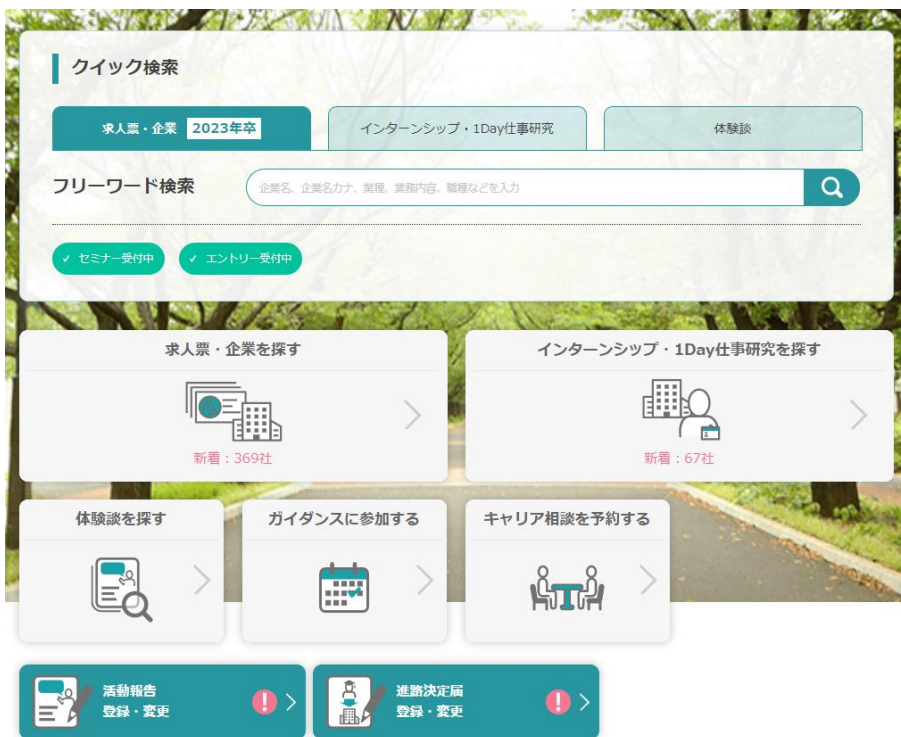 クイック検索
求人票・企業 2023年卒
インターンシップ・1Day仕事研究
体験談
フリーワード検索
企業名、企業名カナ、業種、業務内容、職種などを入力
✓ セミナー受付中
✓ エントリー受付中
求人票・企業を探す
インターンシップ・1Day仕事研究を探す
新着：369社
新着：67社
体験談を探す
ガイダンスに参加する
キャリア相談を予約する
活動報告
登録・変更
進路決定届
登録・変更